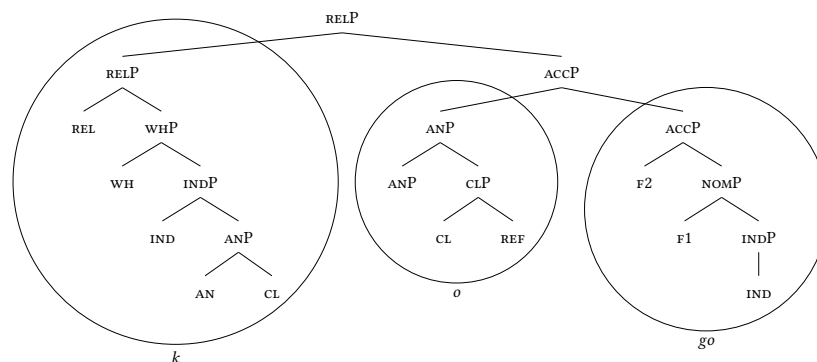 RELP
RELP ACCP
REL WHP ANP ACCP
WH INDP ANP CLP F2 NOMP
IND ANP CL REF F1 INDP
AN CL IND
o
go
k